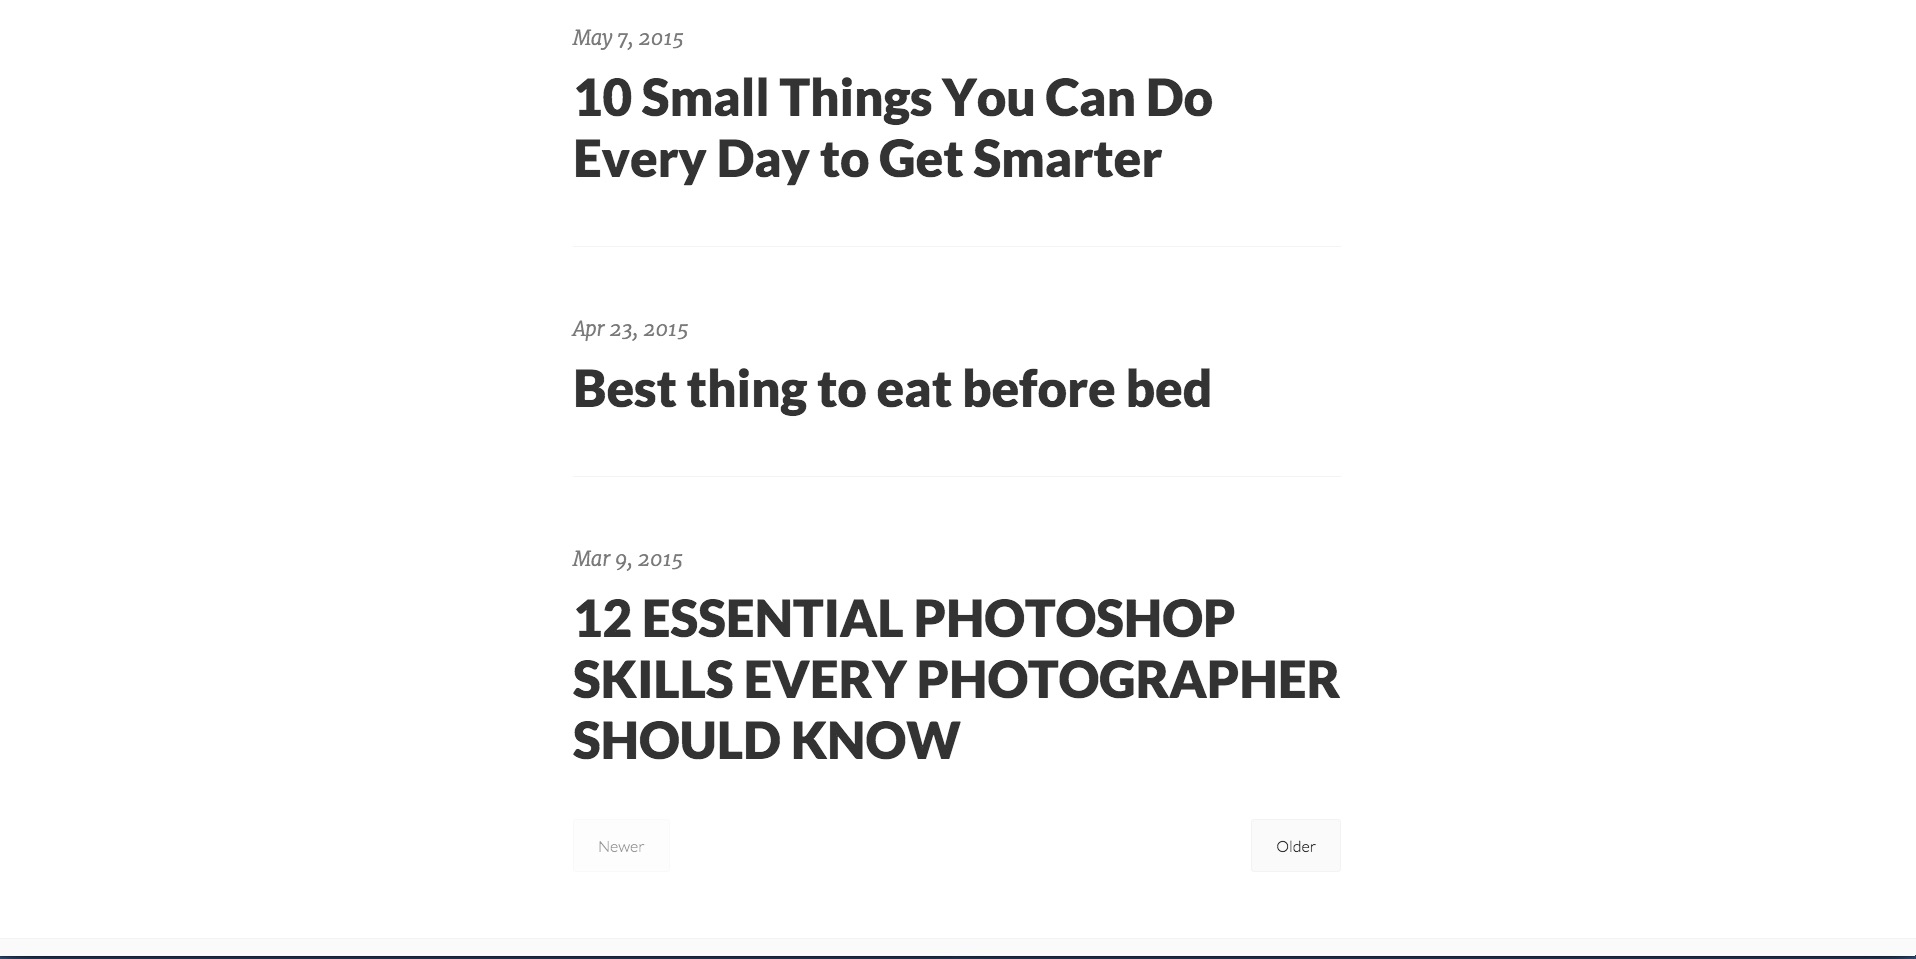 May 7, 2015
10 Small Things You Can Do
Every Day to Get Smarter
Apr 23, 2015
Best thing to eat before bed
Mar 9, 2015
12 ESSENTIAL PHOTOSHOP
SKILLS EVERY PHOTOGRAPHER
SHOULD KNOW
Newer
Older